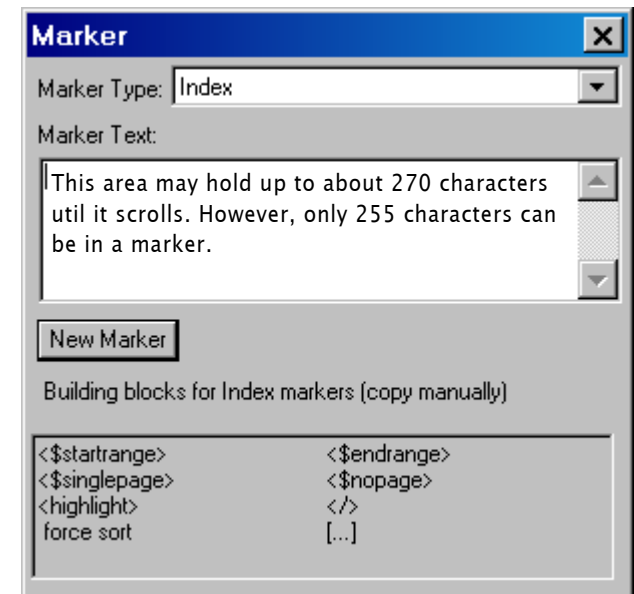 Marker
Marker Type: Index
Marker Text:
This area may hold up to about 270 characters
util it scrolls. However, only 255 characters can
be in a marker.
New Marker
Building blocks for Index markers (copy manually)
<$startrange> <$endrange>
<$singlepage> <$nopage>
<highlight> </>
force sort [...]